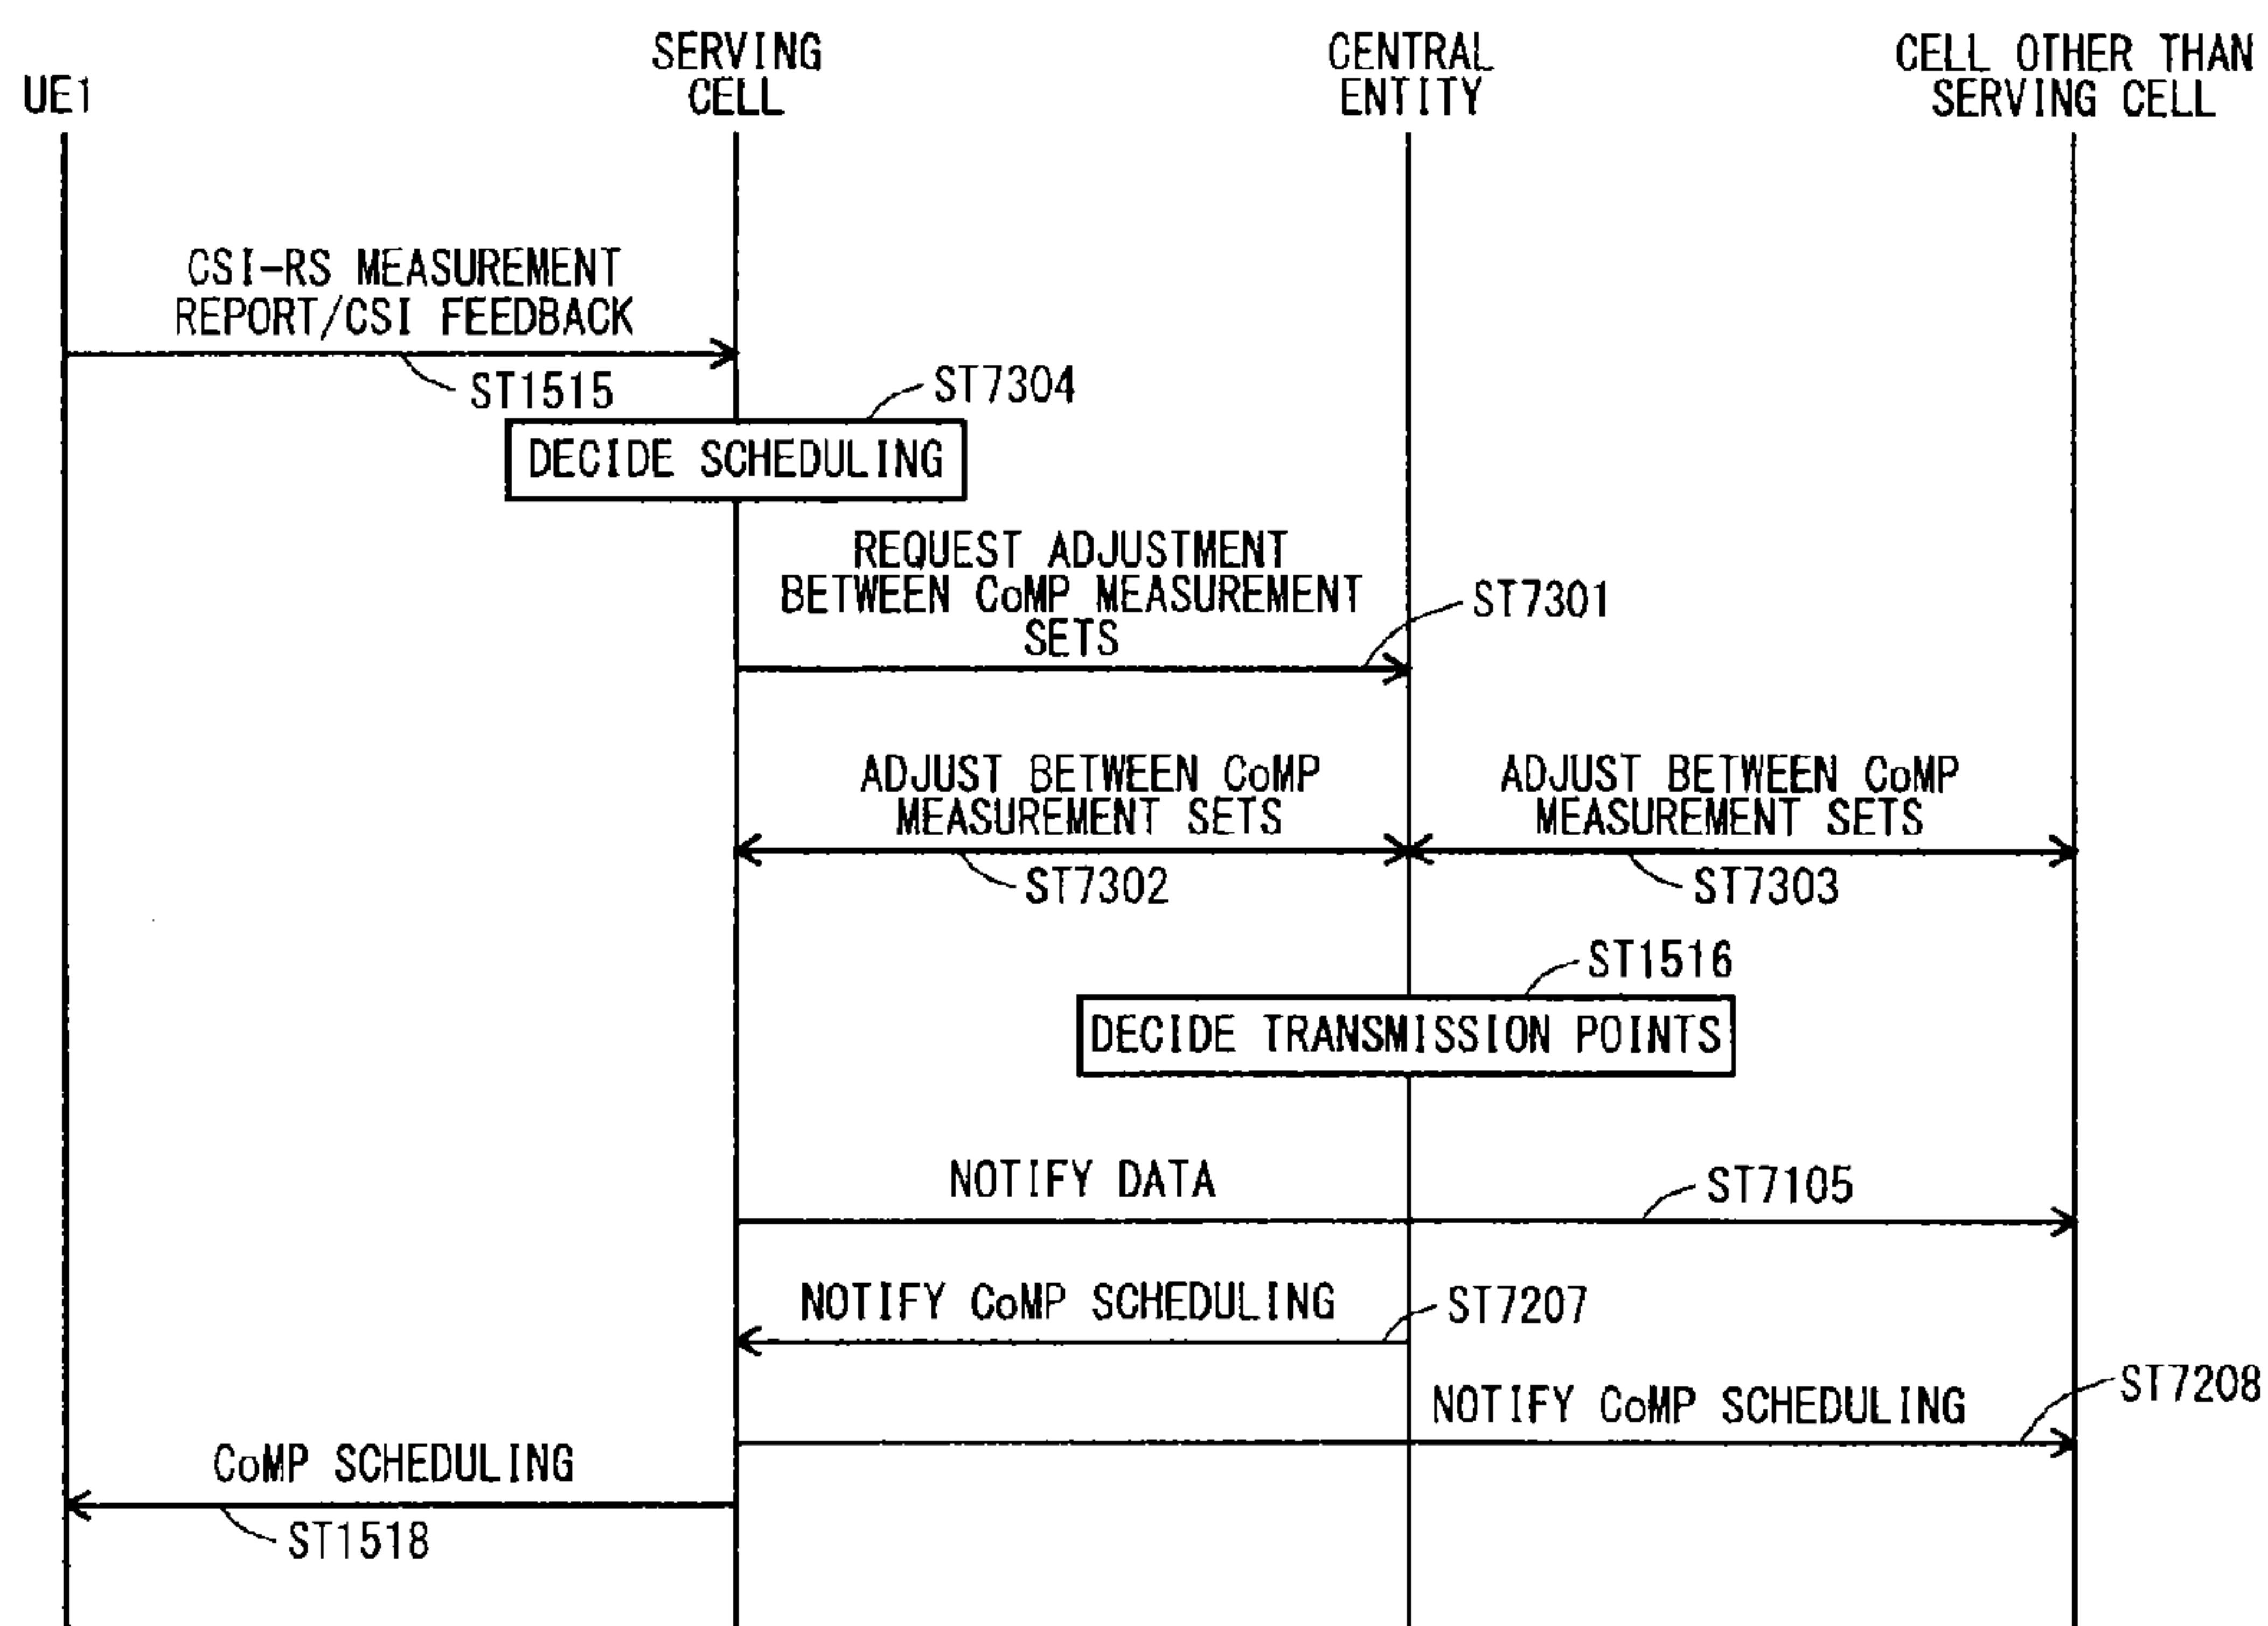 UE1
SERVING
CELL
CENTRAL
ENTITY
CELL OTHER THAN
SERVING CELL
CSI-RS MEASUREMENT
REPORT/CSI FEEDBACK
ST1515
ST7304
DECIDE SCHEDULING
REQUEST ADJUSTMENT
BETWEEN CoMP MEASUREMENT
SETS
ST7301
ADJUST BETWEEN CoMP
MEASUREMENT SETS
ST7302
ADJUST BETWEEN CoMP
MEASUREMENT SETS
ST7303
ST1516
DECIDE TRANSMISSION POINTS
NOTIFY DATA
ST7105
NOTIFY CoMP SCHEDULING
ST7207
NOTIFY CoMP SCHEDULING
ST7208
CoMP SCHEDULING
ST1518